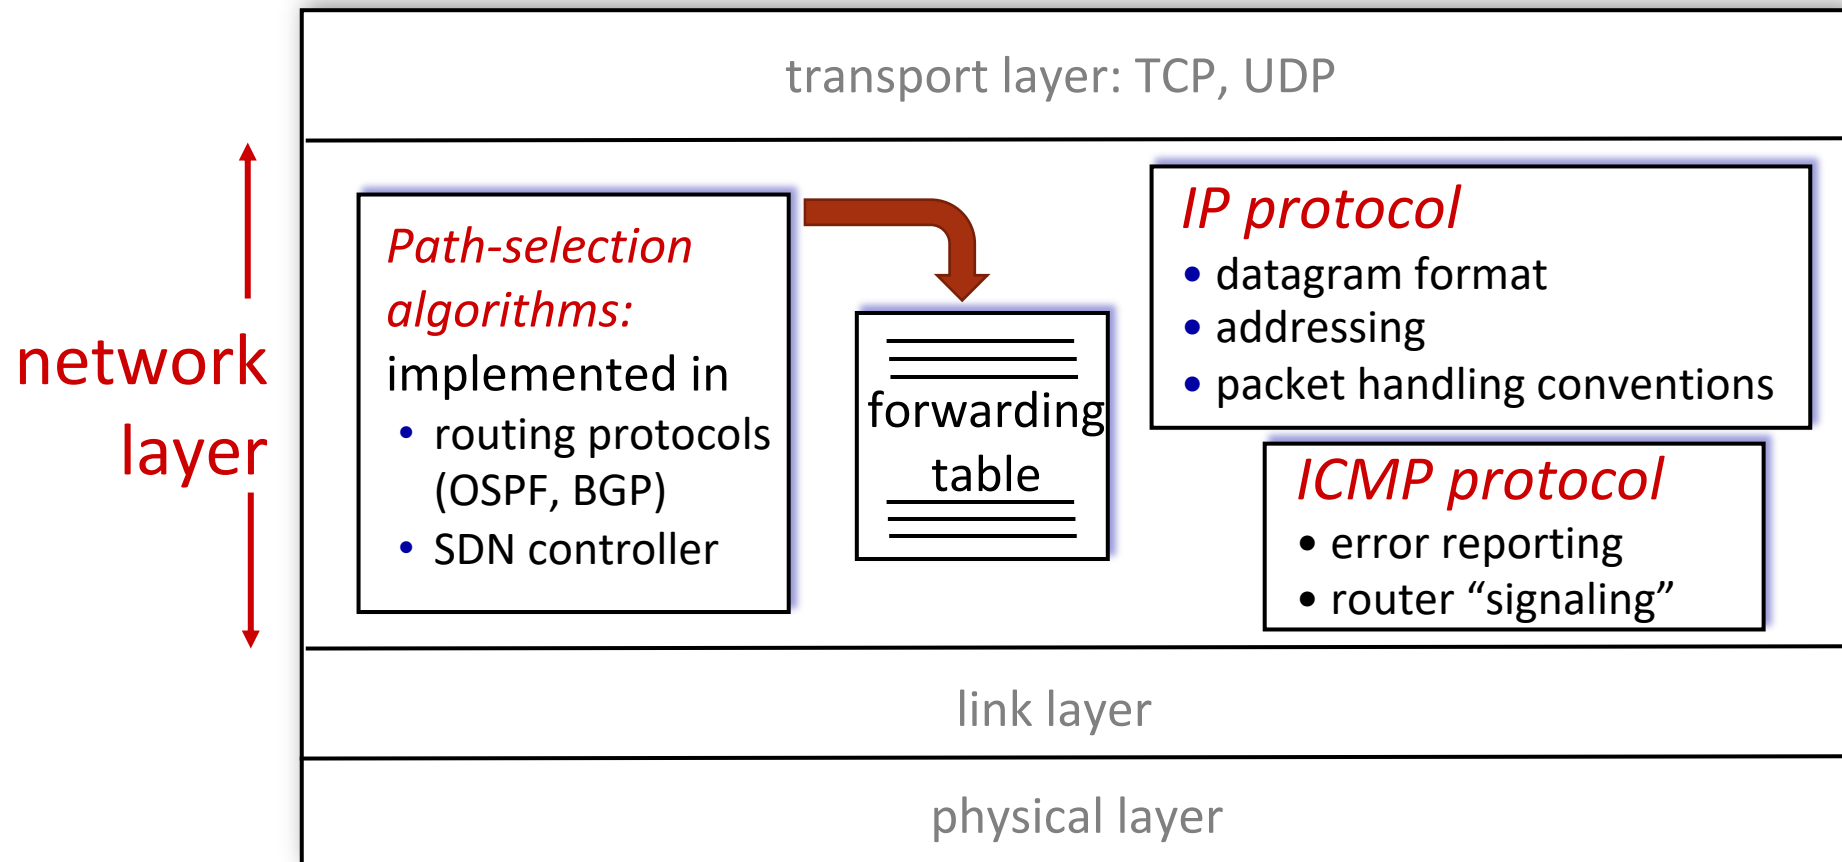 transport layer: TCP, UDP
network
layer
Path-selection
algorithms:
implemented in
• routing protocols
(OSPF, BGP)
• SDN controller
forwarding
table
IP protocol
• datagram format
• addressing
• packet handling conventions
ICMP protocol
• error reporting
• router “signaling”
link layer
physical layer